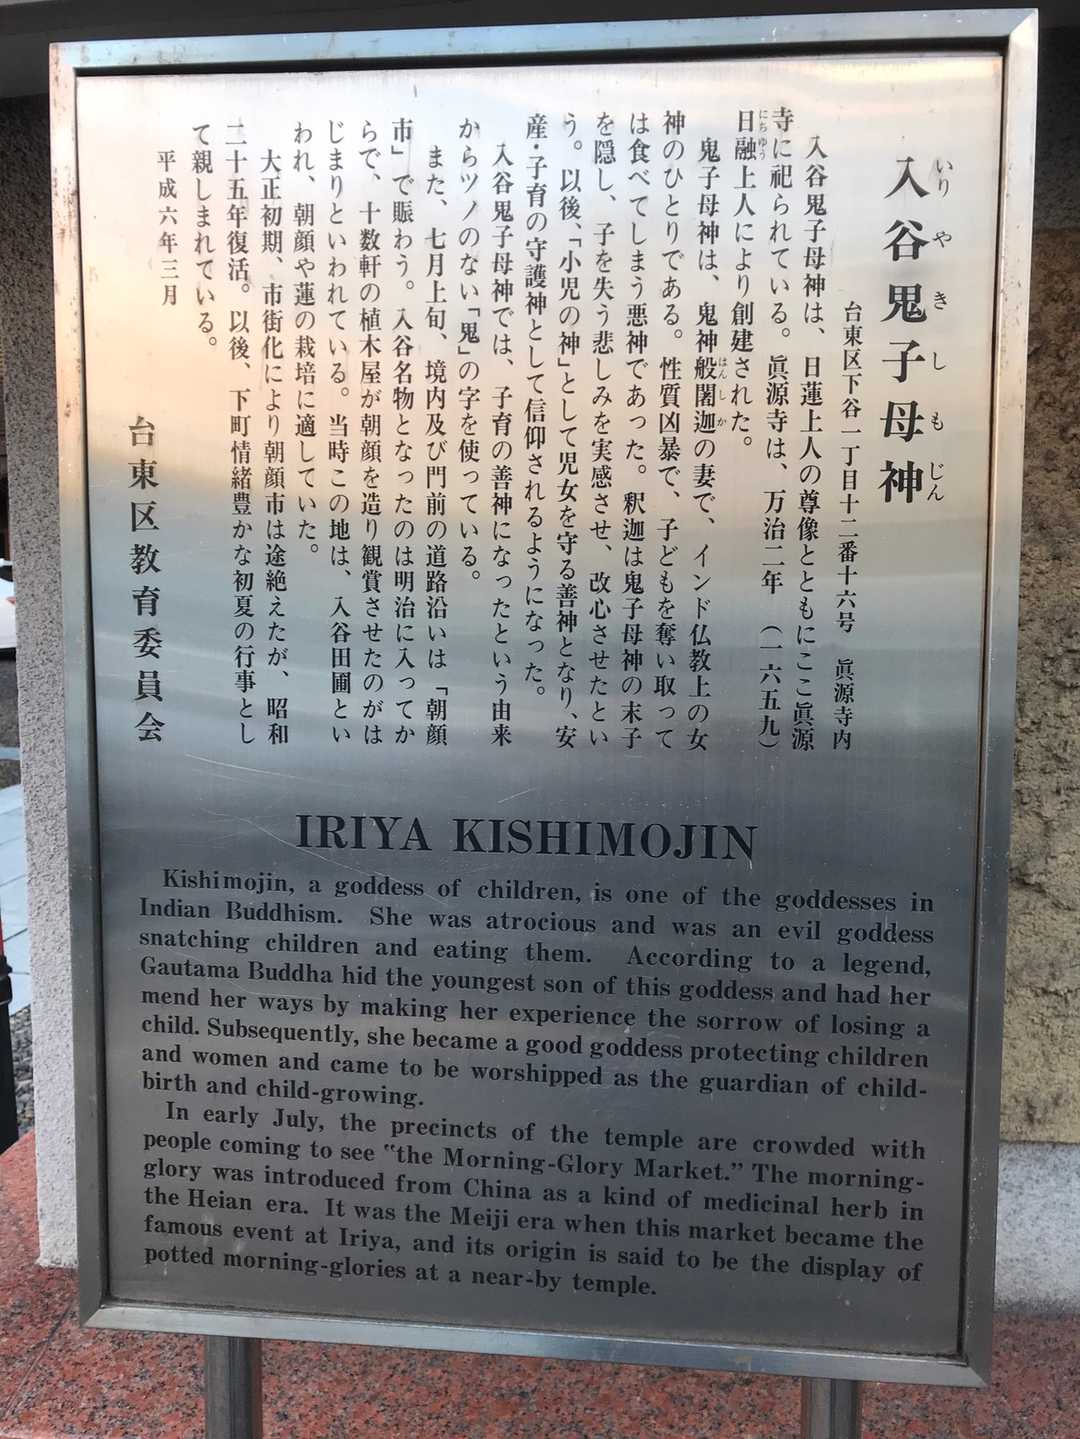 入谷鬼子母神
いりやきしもじん
台東区下谷一丁目十二番十六号　眞源寺内
入谷鬼子母神は、日蓮上人の尊像とともにここ眞源
寺に祀られている。眞源寺は、万治二年（一六五九）
日融上人により創建された。
にちゆう
鬼子母神は、鬼神般闍迦の妻で、インド仏教上の女
はんしか
神のひとりである。性質凶暴で、子どもを奪い取って
は食べてしまう悪神であった。釈迦は鬼子母神の末子
を隠し、子を失う悲しみを実感させ、改心させたとい
う。以後、「小児の神」として児女を守る善神となり、安
産・子育の守護神として信仰されるようになった。
入谷鬼子母神では、子育の善神になったという由来
からツノのない「鬼」の字を使っている。
また、七月上旬、境内及び門前の道路沿いは「朝顔
市」で賑わう。入谷名物となったのは明治に入ってか
らで、十数軒の植木屋が朝顔を造り観賞させたのがは
じまりといわれている。当時この地は、入谷田圃とい
われ、朝顔や蓮の栽培に適していた。
大正初期、市街化により朝顔市は途絶えたが、昭和
二十五年復活。以後、下町情緒豊かな初夏の行事とし
て親しまれている。
平成六年三月
台東区教育委員会
IRIYA KISHIMOJIN
Kishimojin, a goddess of children, is one of the goddesses in
Indian Buddhism. She was atrocious and was an evil goddess
snatching children and eating them. According to a legend,
Gautama Buddha hid the youngest son of this goddess and had her
mend her ways by making her experience the sorrow of losing a
child. Subsequently, she became a good goddess protecting children
and women and came to be worshipped as the guardian of child-
birth and child-growing.
In early July, the precincts of the temple are crowded with
people coming to see "the Morning-Glory Market." The morning-
glory was introduced from China as a kind of medicinal herb in
the Heian era. It was the Meiji era when this market became the
famous event at Iriya, and its origin is said to be the display of
potted morning-glories at a near-by temple.